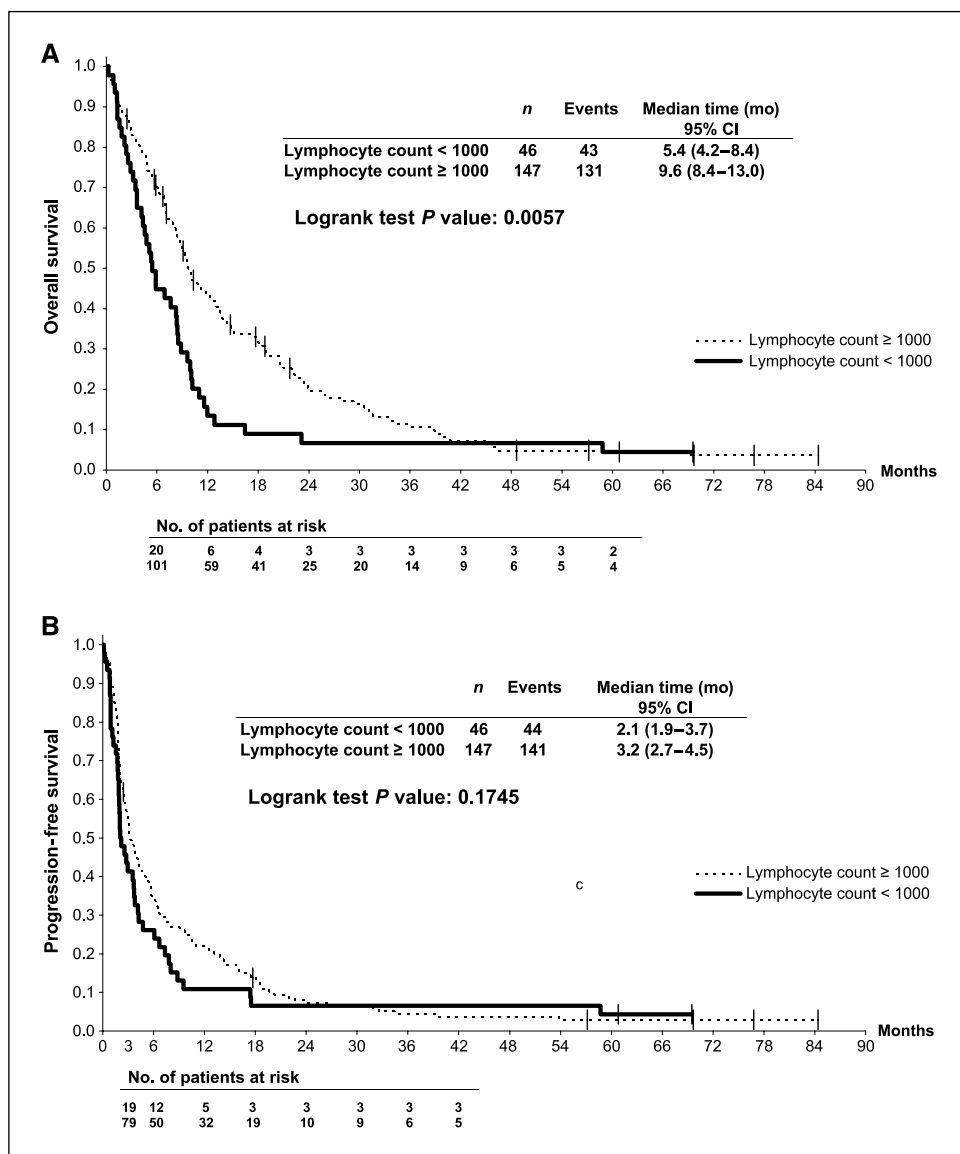 A
1.0
0.9
0.8
0.7
0.6
0.5
0.4
0.3
0.2
0.1
0.0
Overall survival
n Events Median time (mo)
95% CI
Lymphocyte count < 1000 46 43 5.4 (4.2–8.4)
Lymphocyte count ≥ 1000 147 131 9.6 (8.4–13.0)
Logrank test P value: 0.0057
Lymphocyte count ≥ 1000
Lymphocyte count < 1000
0 6 12 18 24 30 36 42 48 54 60 66 72 78 84 90
Months
No. of patients at risk
20 6 4 3 3 3 3 3 3 2
101 59 41 25 20 14 9 6 5 4
B
1.0
0.9
0.8
0.7
0.6
0.5
0.4
0.3
0.2
0.1
0.0
Progression-free survival
n Events Median time (mo)
95% CI
Lymphocyte count < 1000 46 44 2.1 (1.9–3.7)
Lymphocyte count ≥ 1000 147 141 3.2 (2.7–4.5)
Logrank test P value: 0.1745
c
Lymphocyte count ≥ 1000
Lymphocyte count < 1000
0 3 6 12 18 24 30 36 42 48 54 60 66 72 78 84 90
Months
No. of patients at risk
19 12 5 3 3 3 3 3
79 50 32 19 10 9 6 5